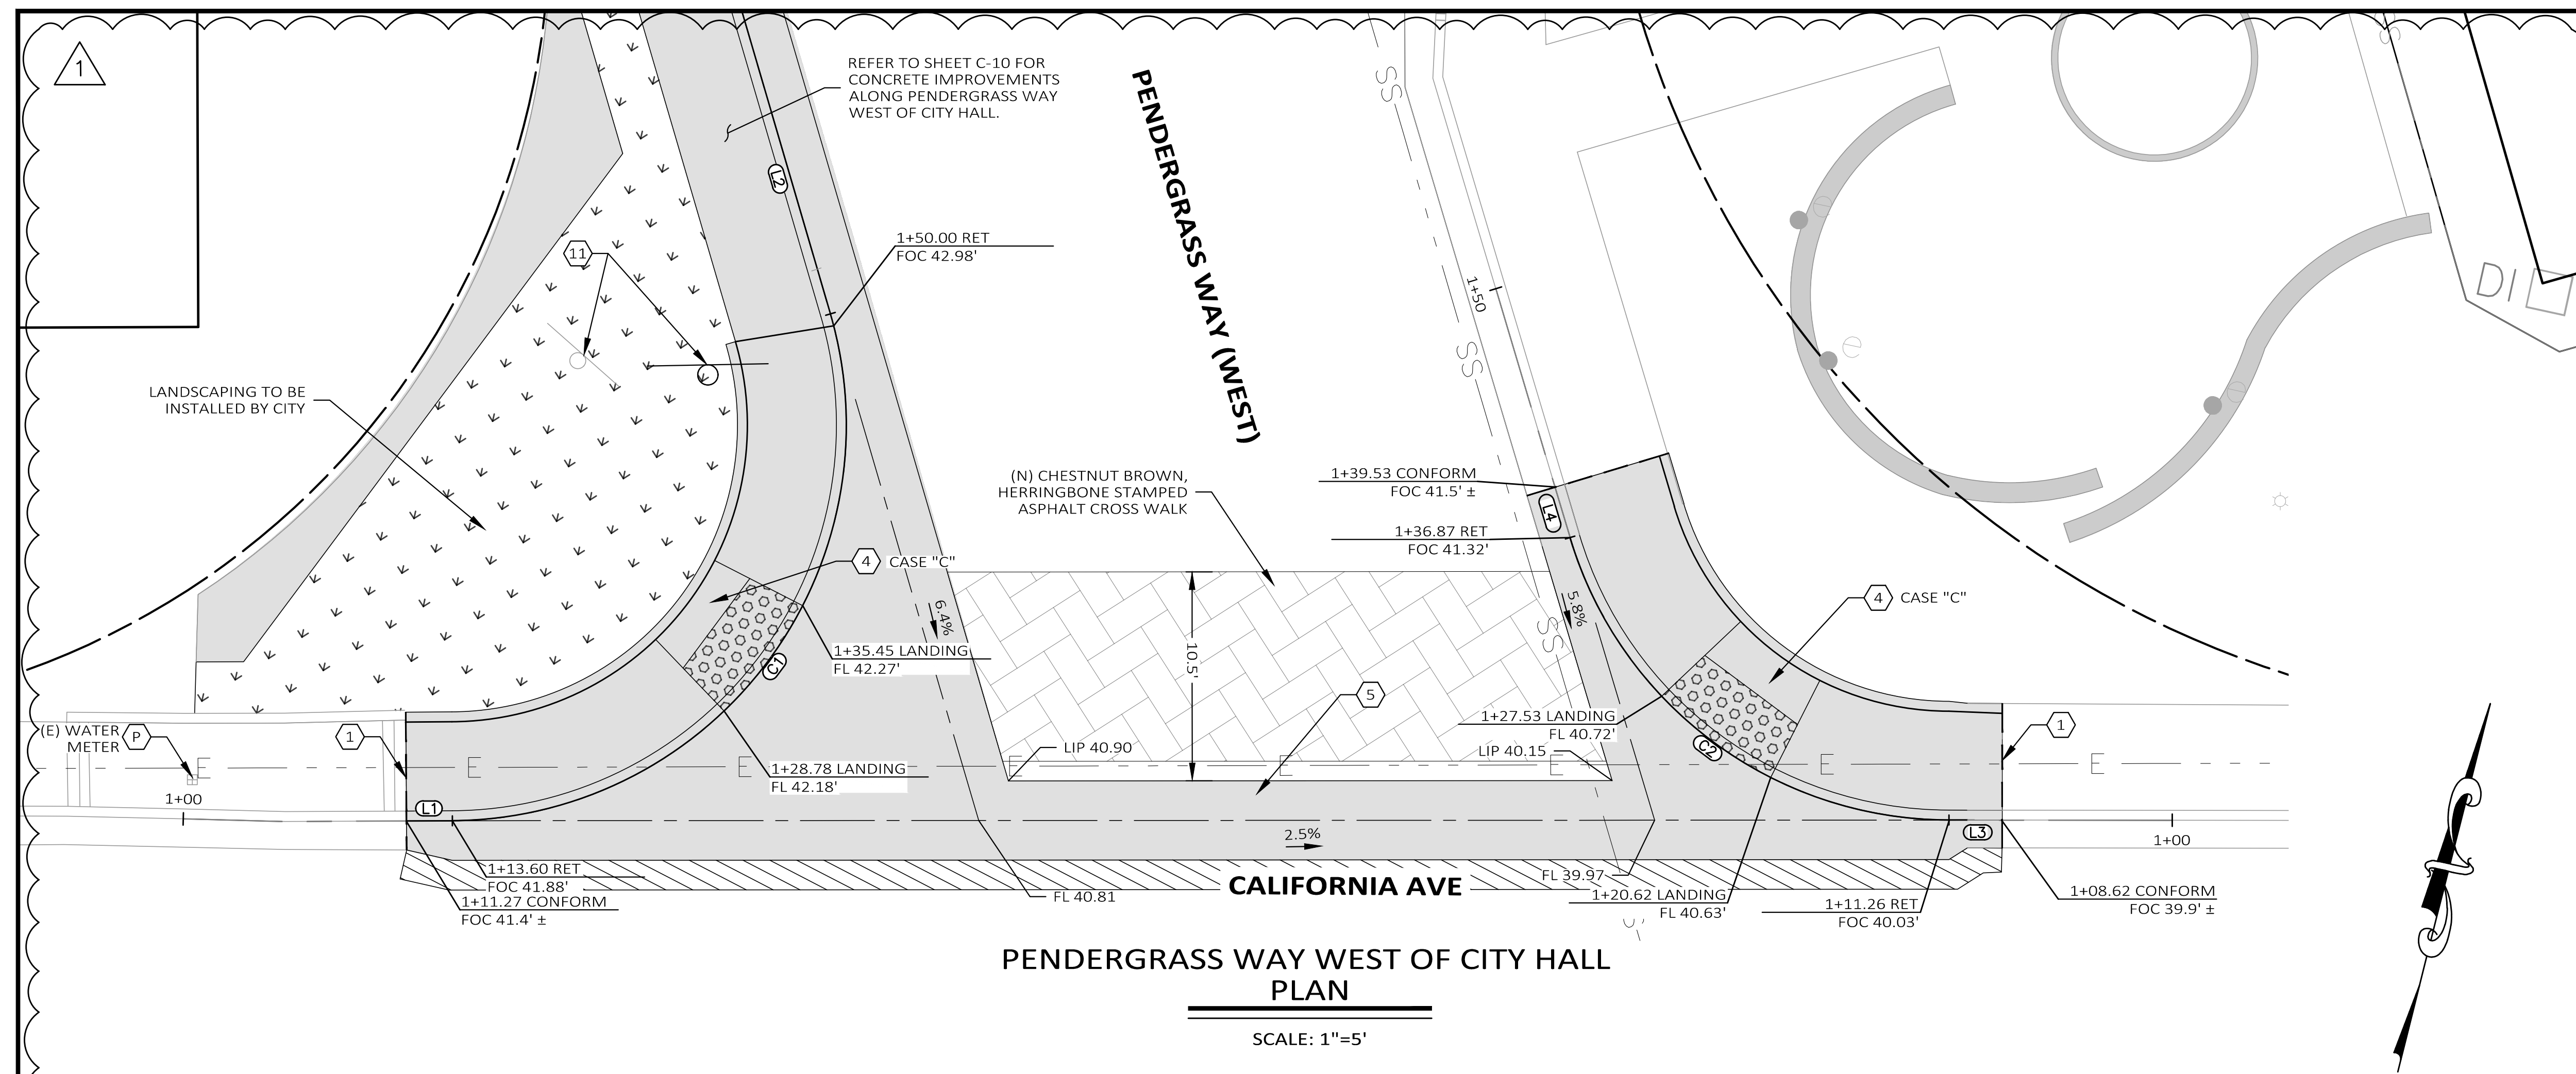 1
REFER TO SHEET C-10 FOR
CONCRETE IMPROVEMENTS
ALONG PENDERGRASS WAY
WEST OF CITY HALL.
PENDERGRASS WAY (WEST)
SS
L2
1+50.00 RET
FOC 42.98'
11
1+50
DI
SS
e
e
e
LANDSCAPING TO BE
INSTALLED BY CITY
(N) CHESTNUT BROWN,
HERRINGBONE STAMPED
ASPHALT CROSS WALK
1+39.53 CONFORM
FOC 41.5' ±
L4
1+36.87 RET
FOC 41.32'
4 CASE "C"
4 CASE "C"
6.4%
5.8%
SS
10.5'
1+35.45 LANDING
FL 42.27'
C1
5
1+27.53 LANDING
FL 40.72'
C2
(E) WATER
METER
P
1
1
LIP 40.90
LIP 40.15
E
E
E
E
E
E
E
E
1+28.78 LANDING
FL 42.18'
1+00
L1
2.5%
L3
1+00
1+13.60 RET
FOC 41.88'
1+11.27 CONFORM
FOC 41.4' ±
FL 40.81
CALIFORNIA AVE
FL 39.97
1+20.62 LANDING
FL 40.63'
1+11.26 RET
FOC 40.03'
1+08.62 CONFORM
FOC 39.9' ±
PENDERGRASS WAY WEST OF CITY HALL
PLAN
SCALE: 1"=5'